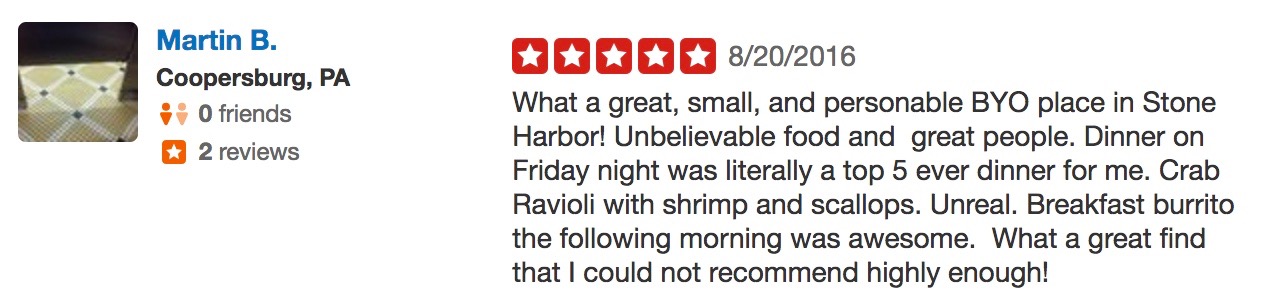 Martin B.
Coopersburg, PA
0 friends
2 reviews
8/20/2016
What a great, small, and personable BYO place in Stone
Harbor! Unbelievable food and  great people. Dinner on
Friday night was literally a top 5 ever dinner for me. Crab
Ravioli with shrimp and scallops. Unreal. Breakfast burrito
the following morning was awesome.  What a great find
that I could not recommend highly enough!